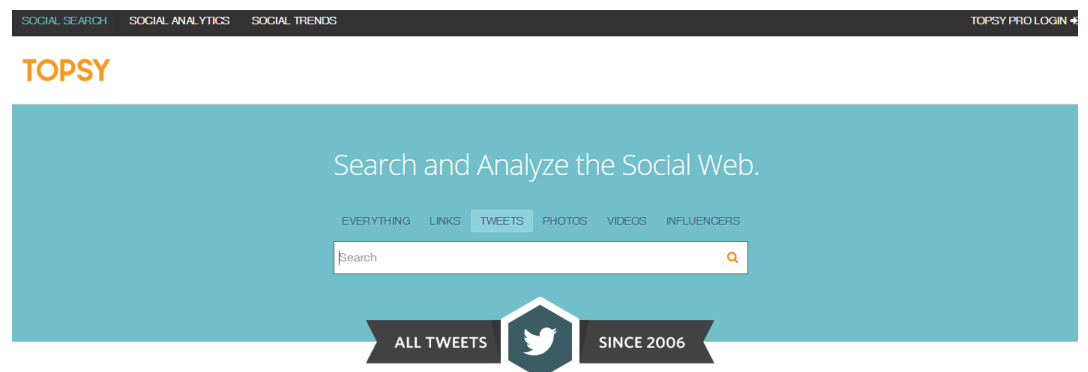 SOCIAL SEARCH SOCIAL ANALYTICS SOCIAL TRENDS TOPSY PRO LOGIN
TOPSY
Search and Analyze the Social Web.
EVERYTHING LINKS TWEETS PHOTOS VIDEOS INFLUENCERS
Search
ALL TWEETS SINCE 2006